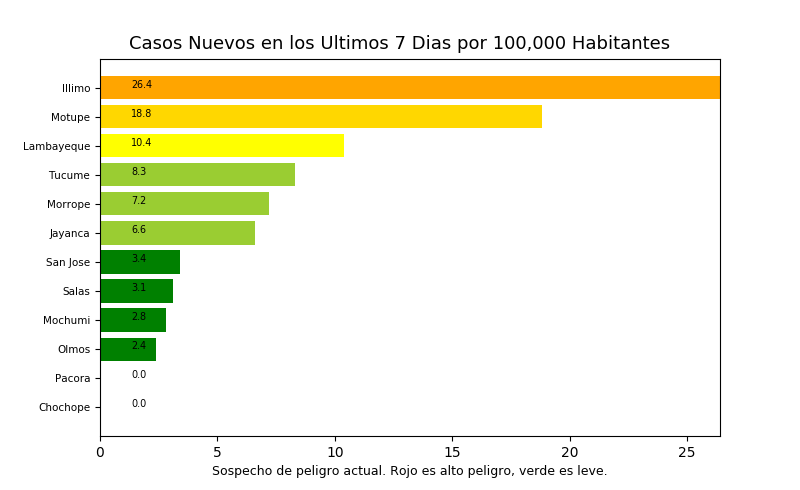 Casos Nuevos en los Ultimos 7 Dias por 100,000 Habitantes
Illimo 26.4
Motupe 18.8
Lambayeque 10.4
Tucume 8.3
Morrope 7.2
Jayanca 6.6
San Jose 3.4
Salas 3.1
Mochumi 2.8
Olmos 2.4
Pacora 0.0
Chochope 0.0
0 5 10 15 20 25
Sospecho de peligro actual. Rojo es alto peligro, verde es leve.